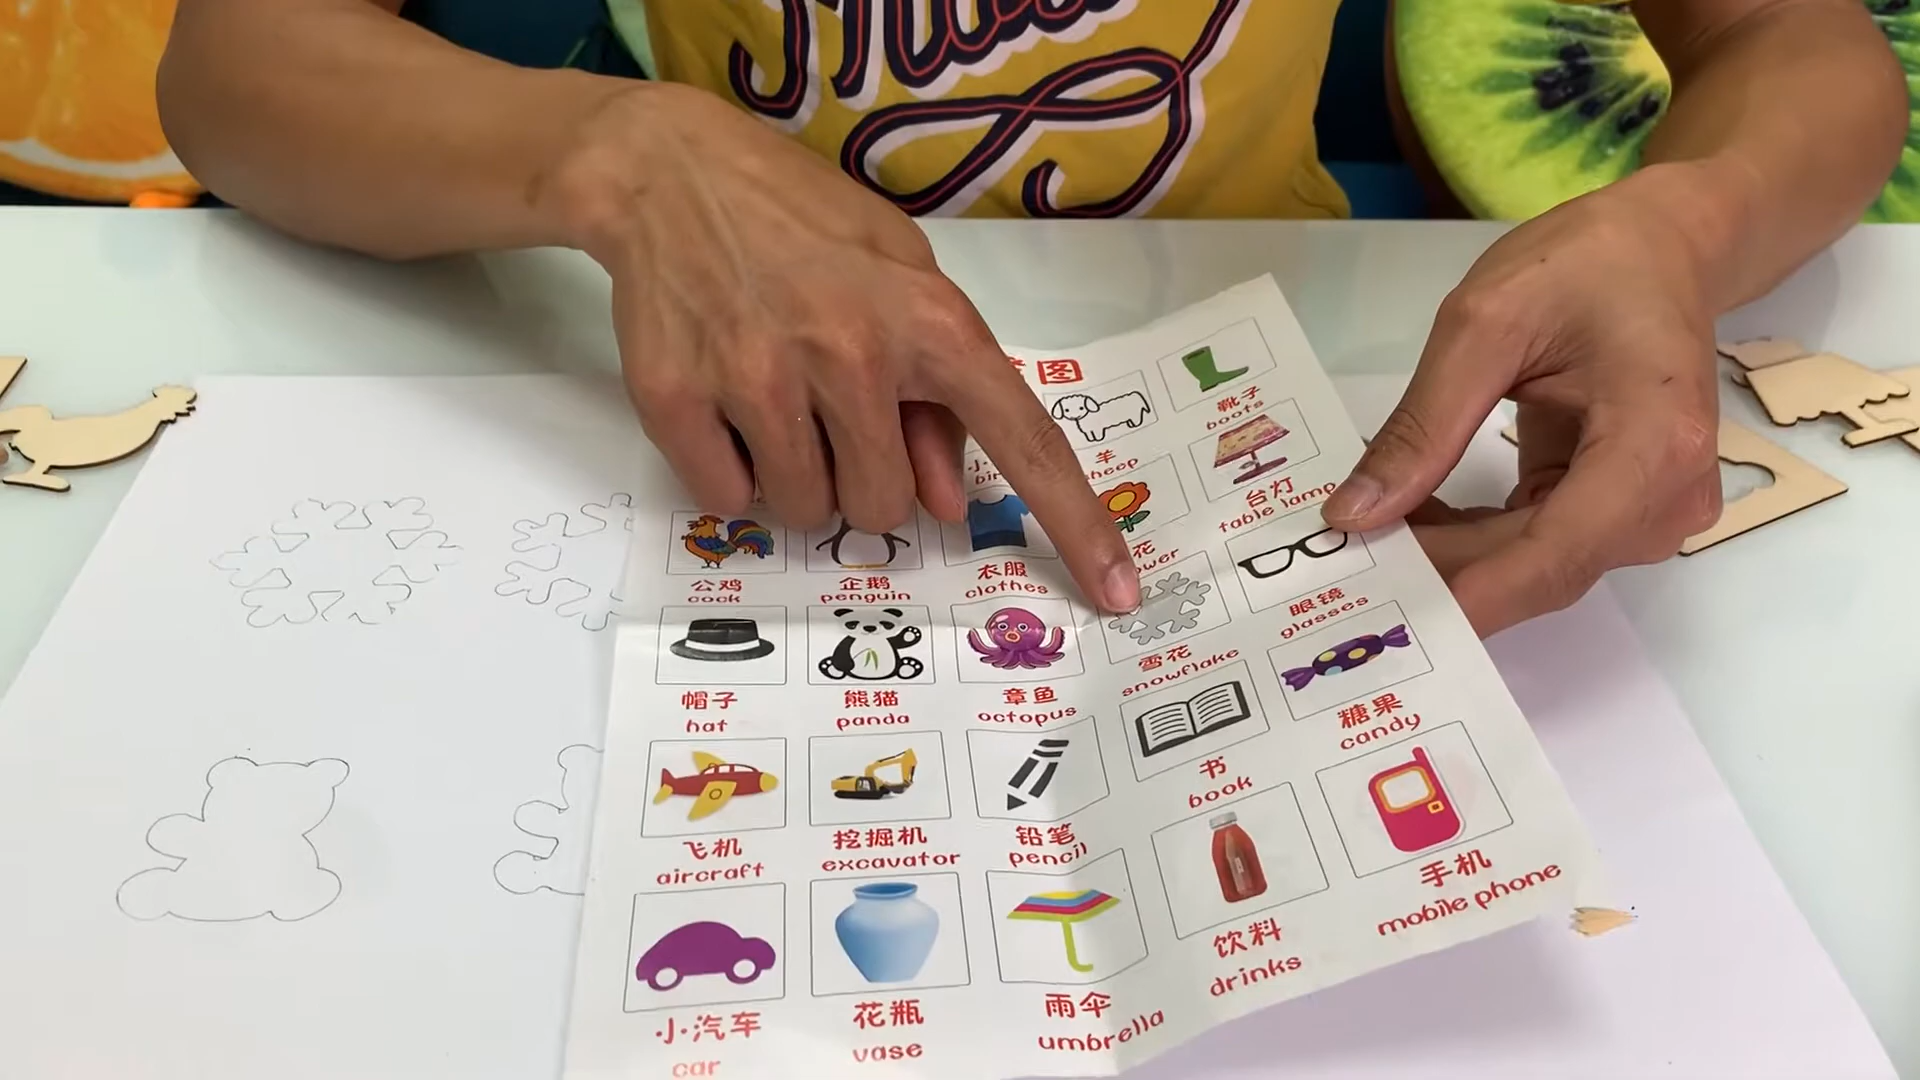 图
靴子
boots
羊
sheep
台灯
table lamp
公鸡
cock
企鹅
penguin
衣服
clothes
花
眼镜
glasses
帽子
hat
熊猫
panda
章鱼
octopus
雪花
snowflake
糖果
candy
飞机
aircraft
挖掘机
excavator
铅笔
pencil
书
book
手机
mobile phone
小汽车
car
花瓶
vase
雨伞
umbrella
饮料
drinks